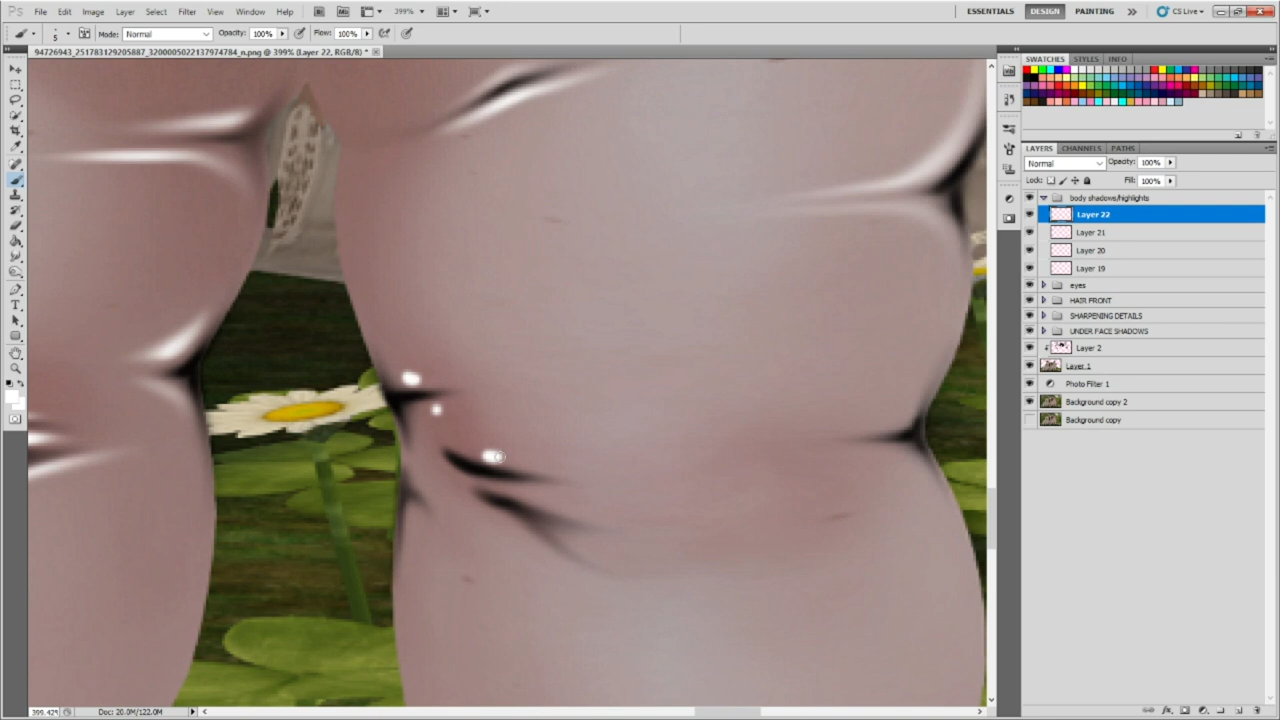 Ps File Edit Image Layer Select Filter View Window Help Br Mb 399% ESSENTIALS DESIGN PAINTING CS Live
5 Mode: Normal Opacity: 100% Flow: 100%
94726943_251783129205887_3200005022137974784_n.png @ 399% (Layer 22, RGB/8) *
SWATCHES STYLES INFO
LAYERS CHANNELS PATHS
Normal Opacity: 100%
Lock: Fill: 100%
body shadows/highlights
Layer 22
Layer 21
Layer 20
Layer 19
eyes
HAIR FRONT
SHARPENING DETAILS
UNDER FACE SHADOWS
Layer 2
Layer 1
Photo Filter 1
Background copy 2
Background copy
Doc: 20.0M/122.0M